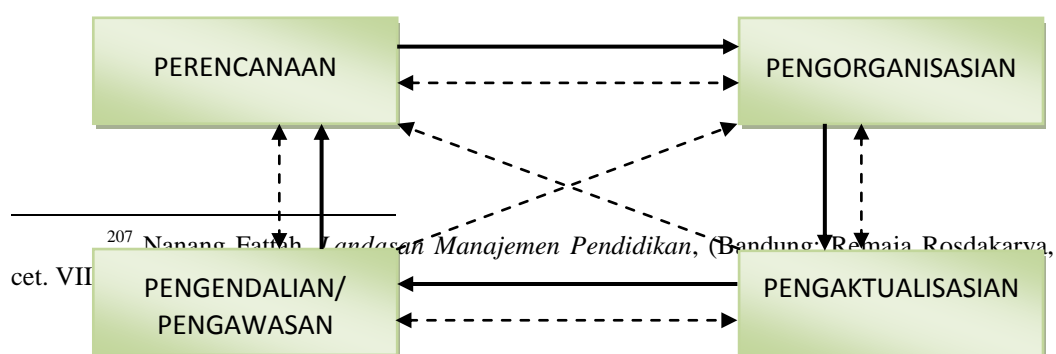 PERENCANAAN
PENGORGANISASIAN
207 Nanang Fattah, Landasan Manajemen Pendidikan, (Bandung: Remaja Rosdakarya,
cet. VII
PENGENDALIAN/
PENGAWASAN
PENGAKTUALISASIAN